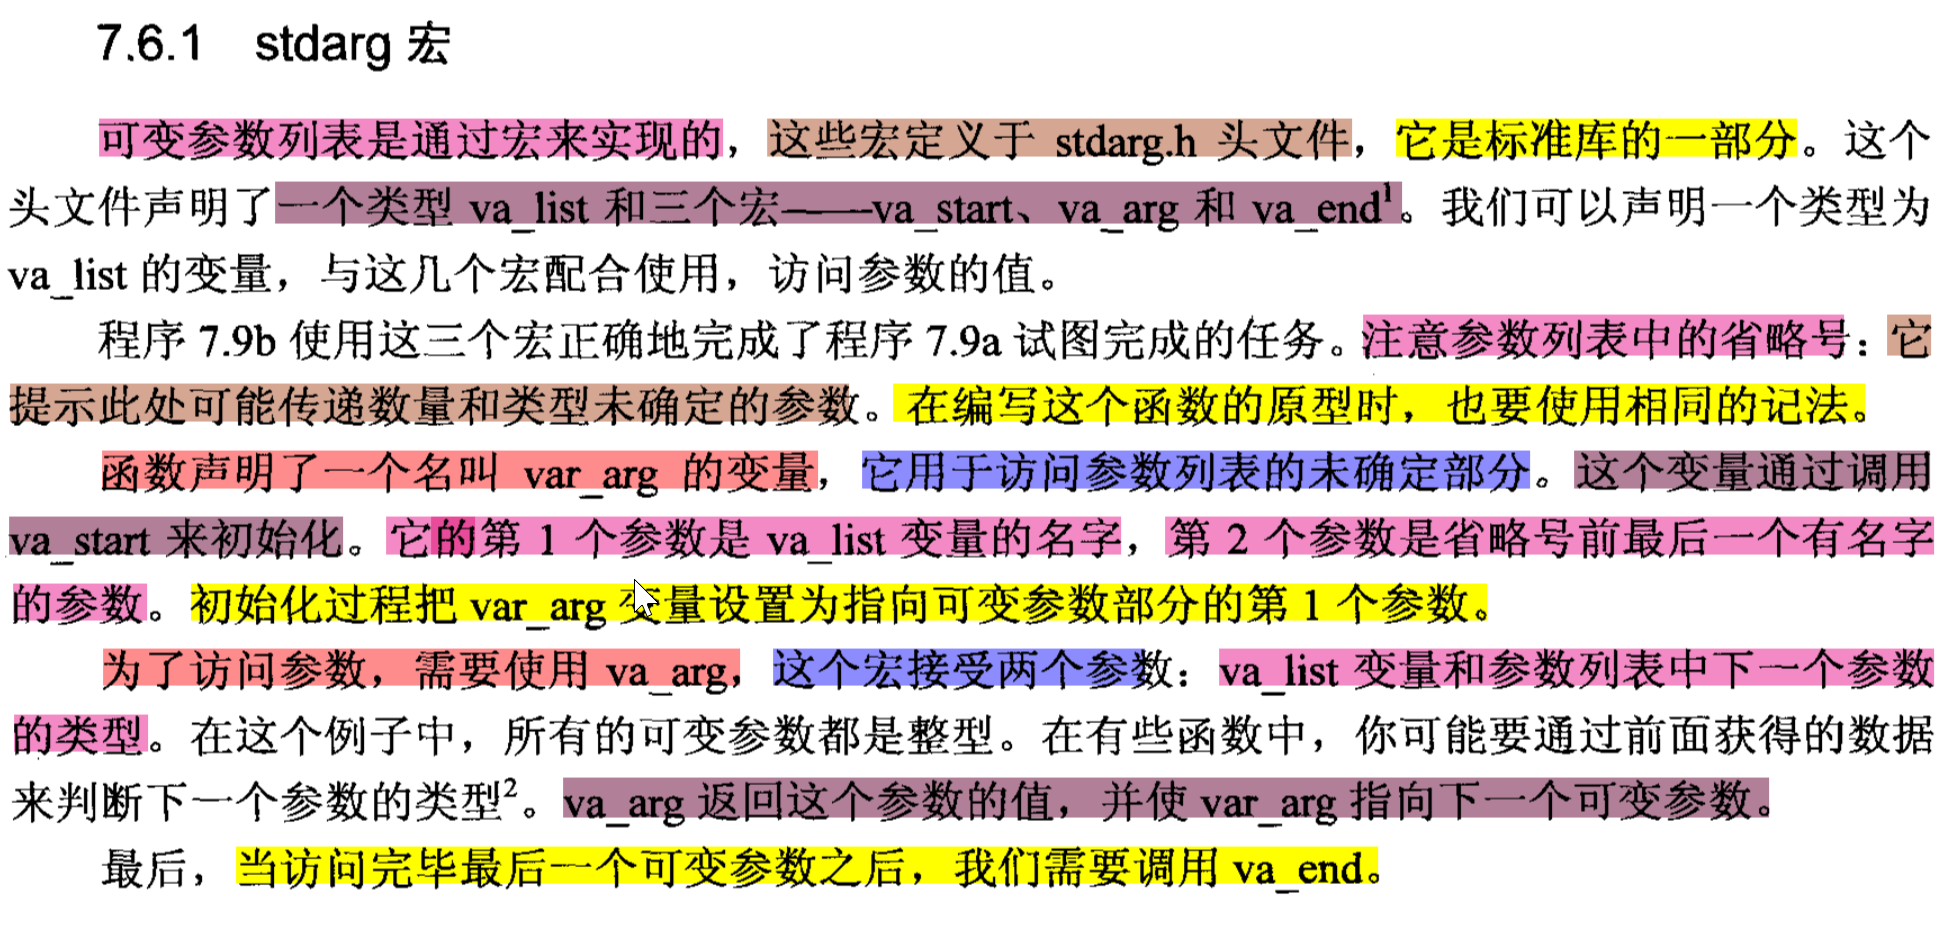 7.6.1 stdarg 宏
可变参数列表是通过宏来实现的，这些宏定义于 stdarg.h 头文件，它是标准库的一部分。这个
头文件声明了一个类型 va_list 和三个宏——va_start、va_arg 和 va_end¹。我们可以声明一个类型为
va_list 的变量，与这几个宏配合使用，访问参数的值。
程序 7.9b 使用这三个宏正确地完成了程序 7.9a 试图完成的任务。注意参数列表中的省略号：它
提示此处可能传递数量和类型未确定的参数。在编写这个函数的原型时，也要使用相同的记法。
函数声明了一个名叫 var_arg 的变量，它用于访问参数列表的未确定部分。这个变量通过调用
va_start 来初始化。它的第 1 个参数是 va_list 变量的名字，第 2 个参数是省略号前最后一个有名字
的参数。初始化过程把 var_arg 变量设置为指向可变参数部分的第 1 个参数。
为了访问参数，需要使用 va_arg，这个宏接受两个参数：va_list 变量和参数列表中下一个参数
的类型。在这个例子中，所有的可变参数都是整型。在有些函数中，你可能要通过前面获得的数据
来判断下一个参数的类型²。va_arg 返回这个参数的值，并使 var_arg 指向下一个可变参数。
最后，当访问完毕最后一个可变参数之后，我们需要调用 va_end。